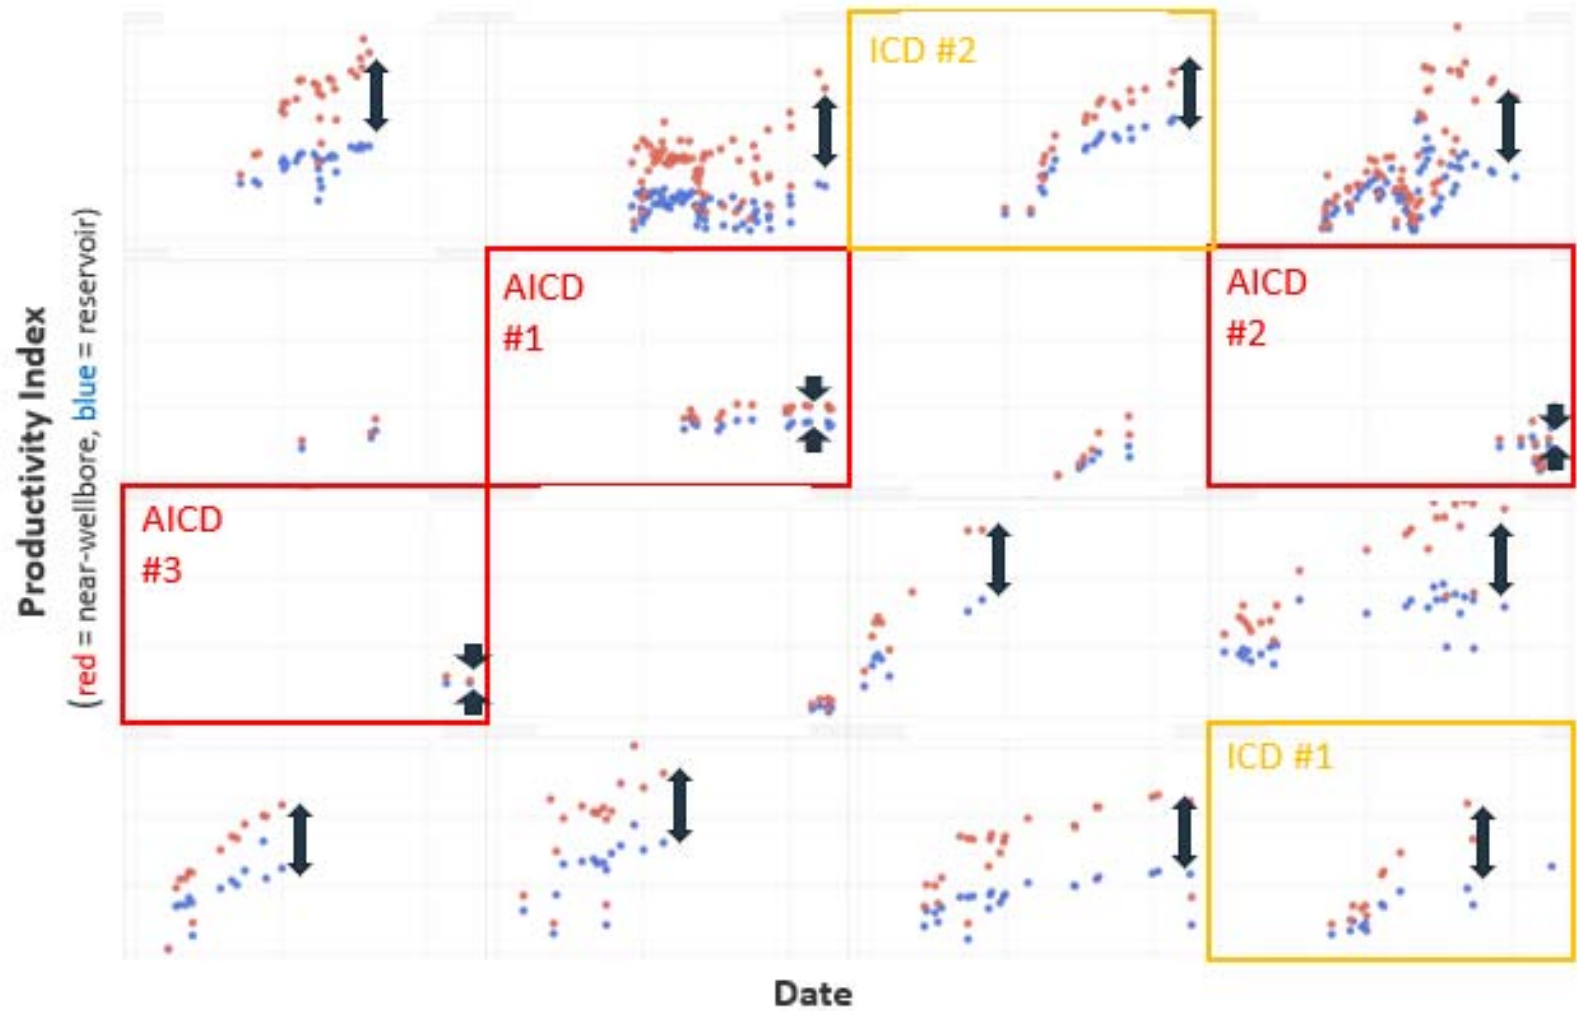 Productivity Index
(red = near-wellbore, blue = reservoir)
ICD #2
AICD
#1
AICD
#2
AICD
#3
ICD #1
Date